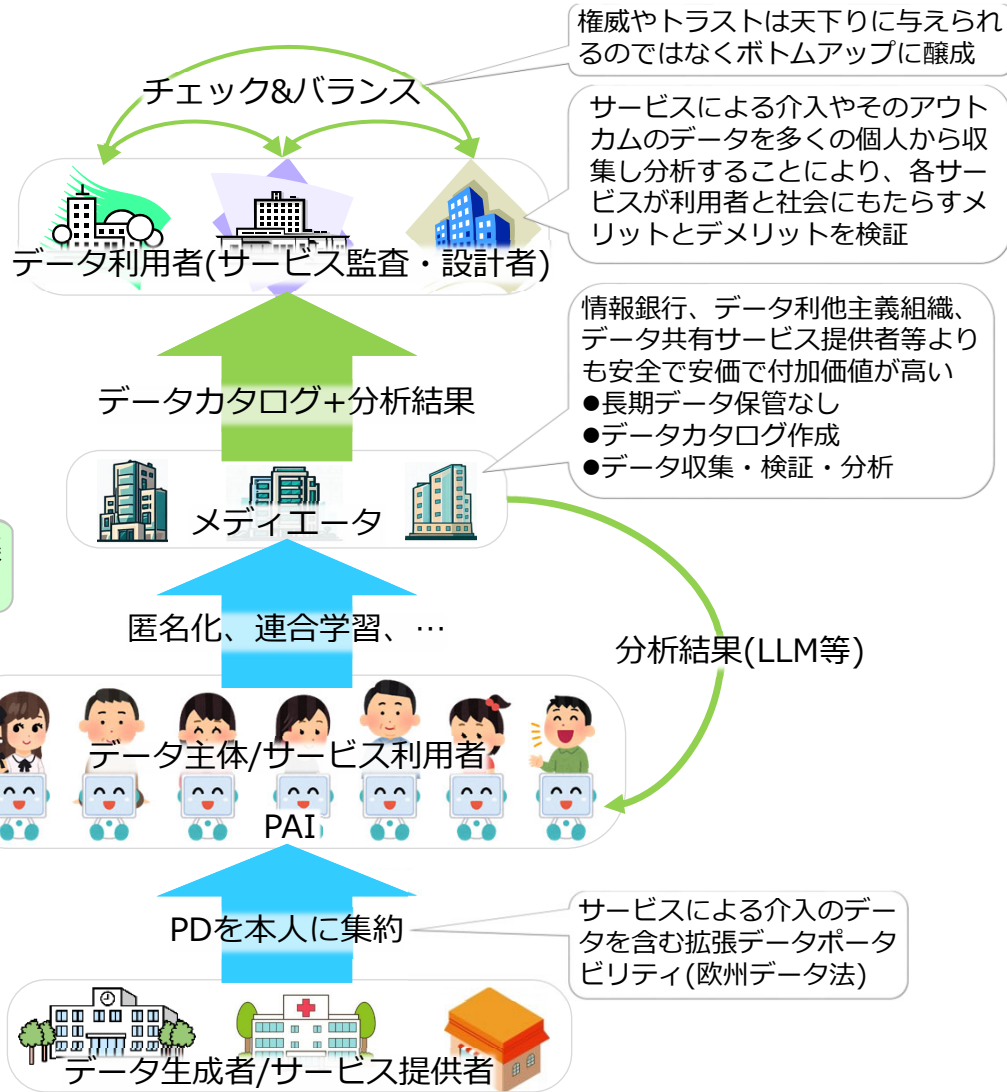 権威やトラストは天下りに与えられ
るのではなくボトムアップに醸成
チェック&バランス
サービスによる介入やそのアウト
カムのデータを多くの個人から収
集し分析することにより、各サー
ビスが利用者と社会にもたらすメ
リットとデメリットを検証
データ利用者(サービス監査・設計者)
情報銀行、データ利他主義組織、
データ共有サービス提供者等より
も安全で安価で付加価値が高い
●長期データ保管なし
●データカタログ作成
●データ収集・検証・分析
データカタログ+分析結果
メディエータ
匿名化、連合学習、…
分析結果(LLM等)
データ主体/サービス利用者
PAI
PDを本人に集約
サービスによる介入のデー
タを含む拡張データポータ
ビリティ(欧州データ法)
データ生成者/サービス提供者